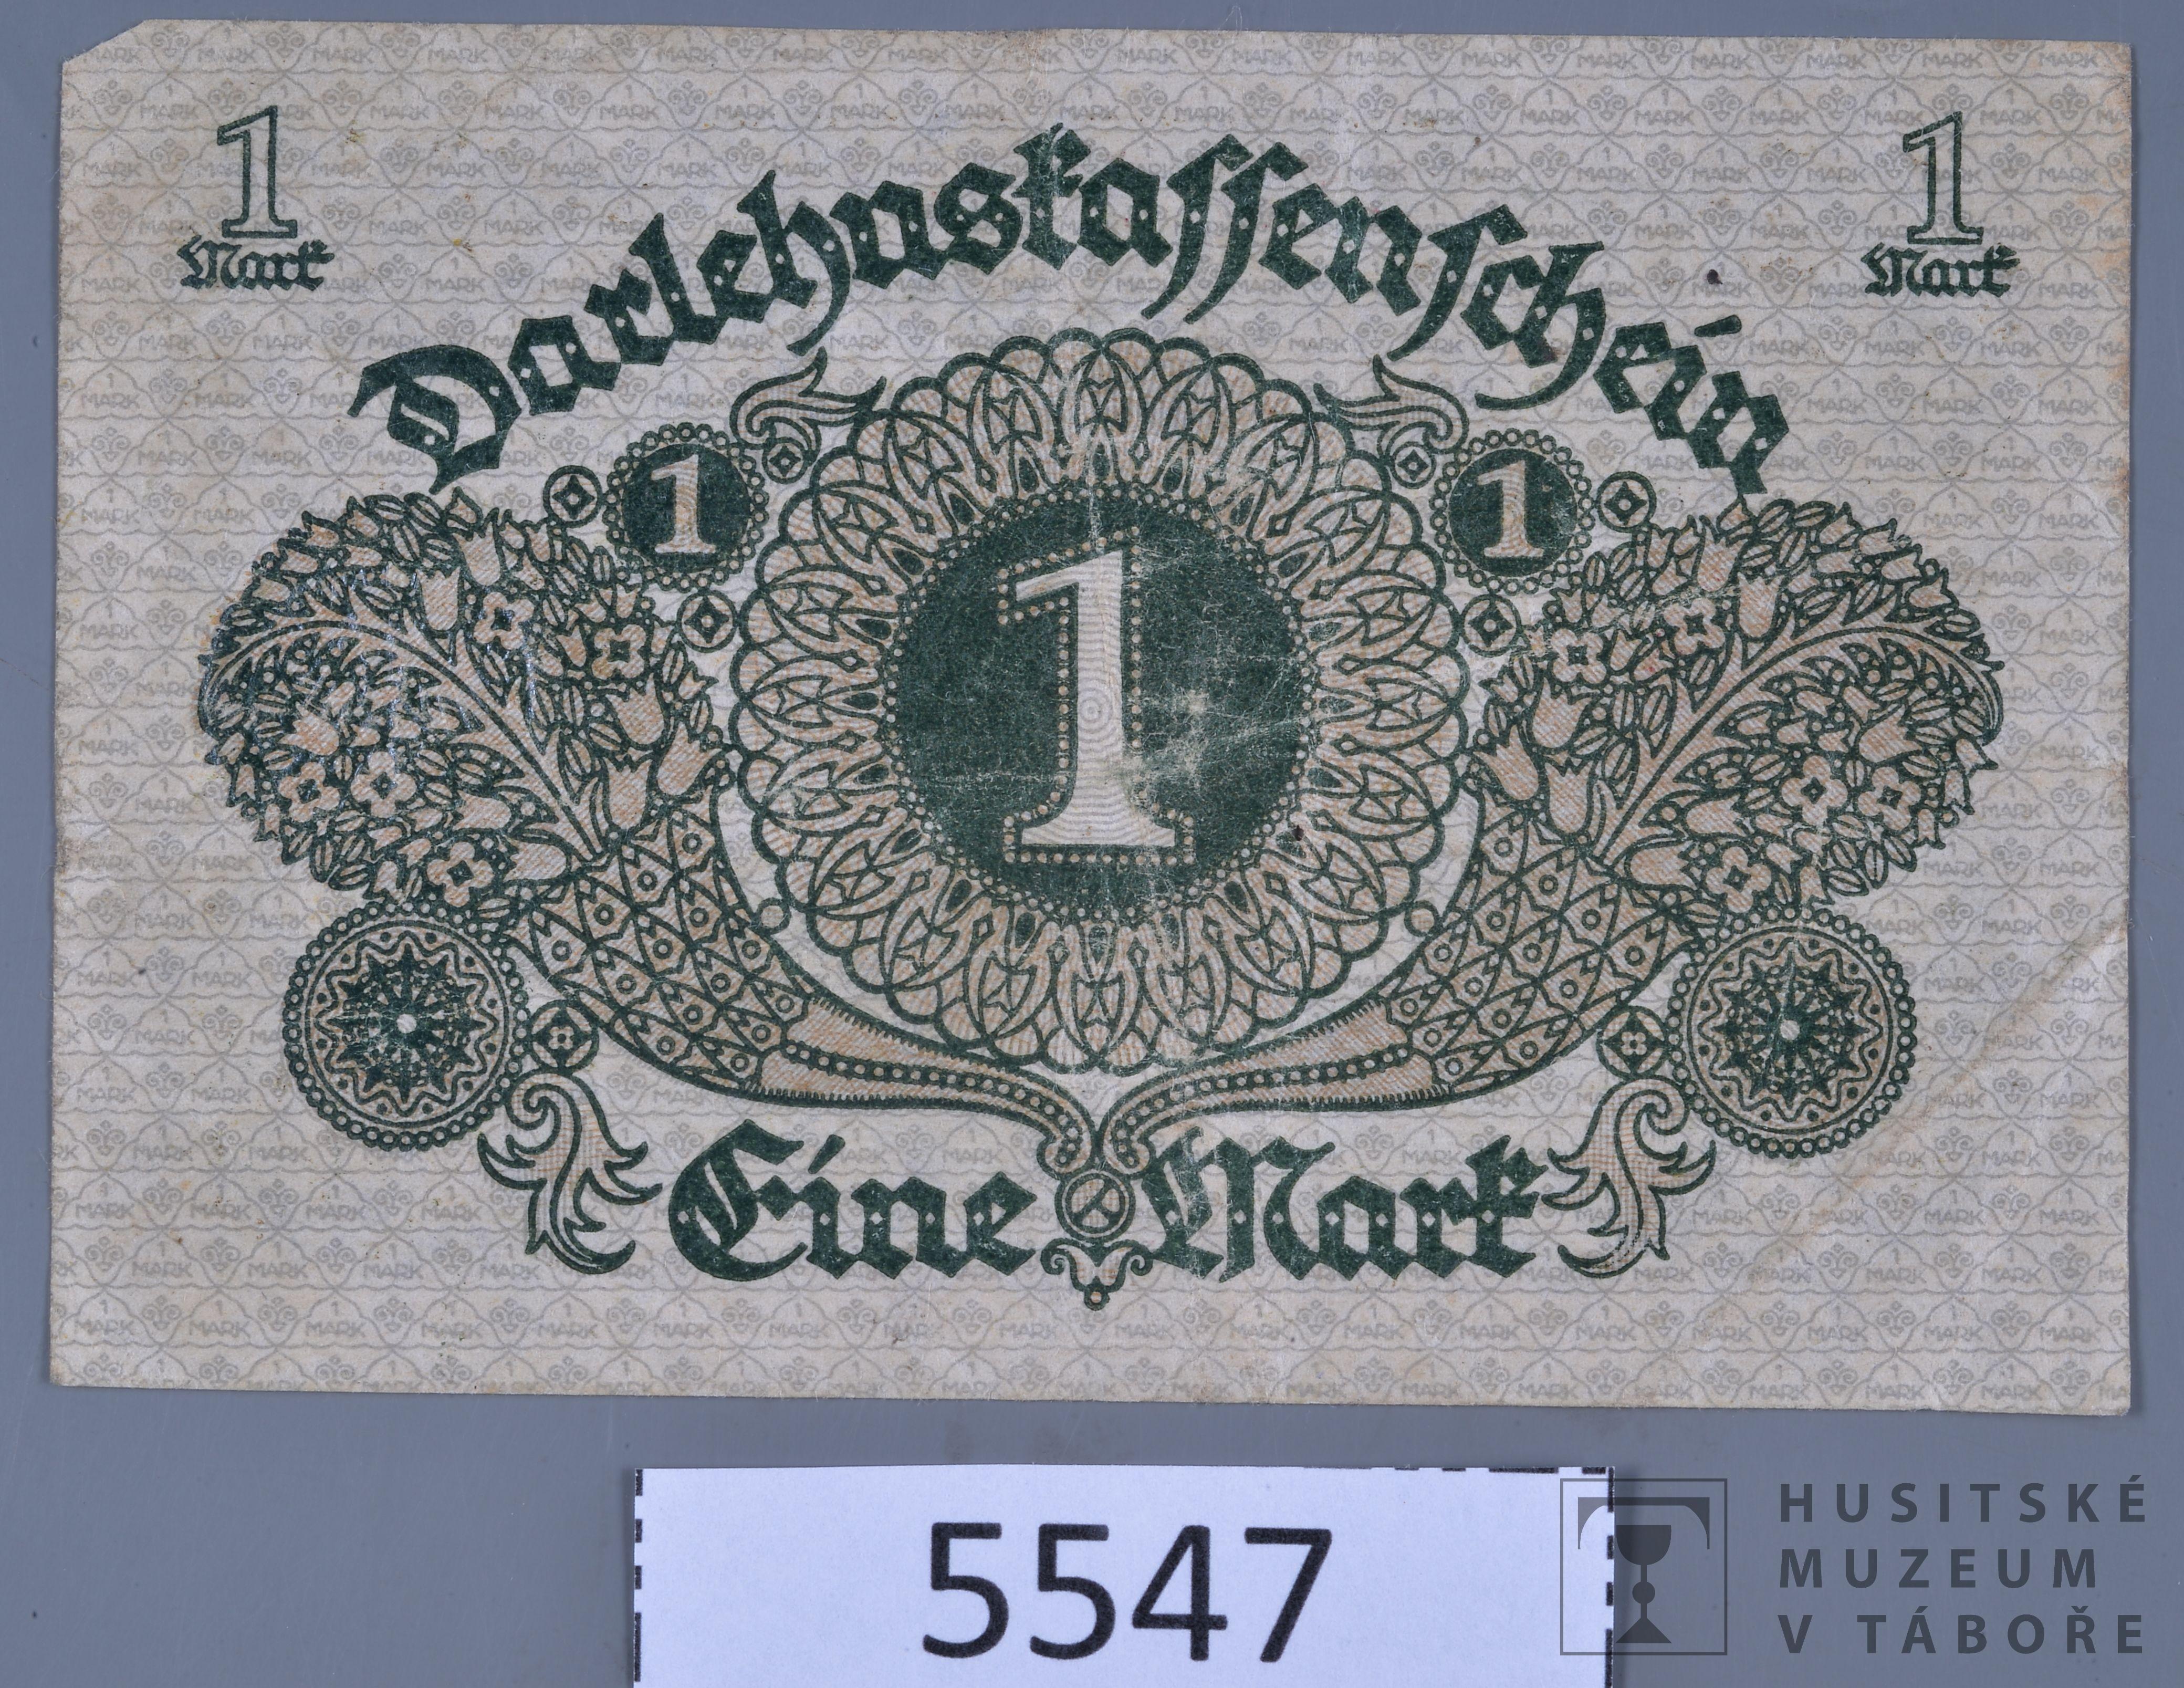 1 1
Mark Mark
Darlehnskassenschein
1 1
1
Eine Mark
5547
HUSITSKÉ
MUZEUM
V TÁBOŘE